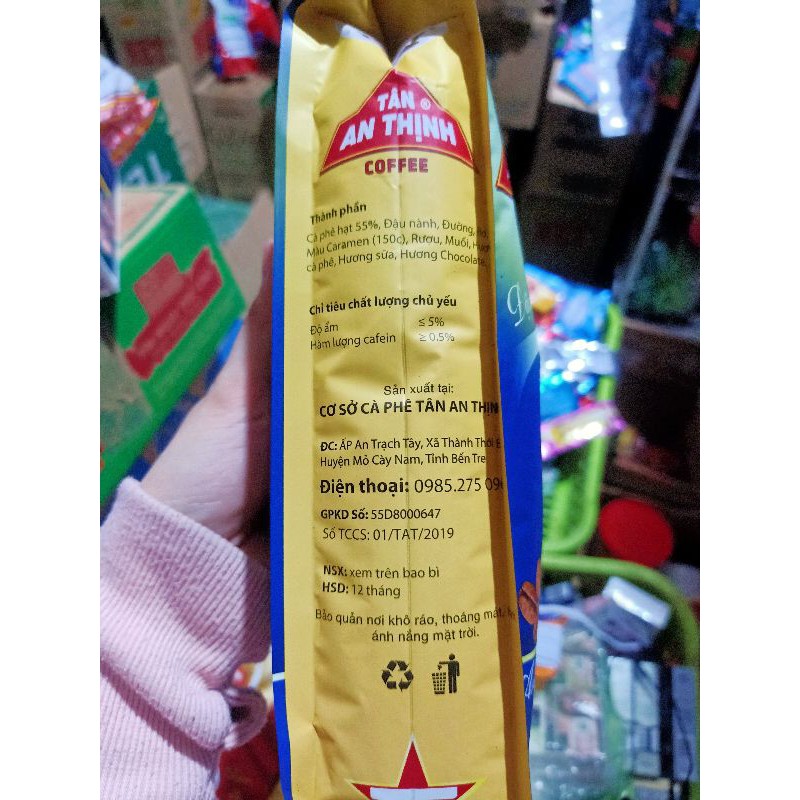 TÂN ®
AN THỊNH
COFFEE
Thành phần
Cà phê hạt 55%, Đậu nành, Đường,
Màu Caramen (150c), Rượu, Muối,
cà phê, Hương sữa, Hương Chocolate
Chỉ tiêu chất lượng chủ yếu
Độ ẩm ≤ 5%
Hàm lượng cafein ≥ 0.5%
Sản xuất tại:
CƠ SỞ CÀ PHÊ TÂN AN THỊN
ĐC: ẤP An Trạch Tây, Xã Thành Thới
Huyện Mỏ Cày Nam, Tỉnh Bến Tre
Điện thoại: 0985.275
GPKD Số: 55D8000647
Số TCCS: 01/TAT/2019
NSX: xem trên bao bì
HSD: 12 tháng
Bảo quản nơi khô ráo, thoáng mát,
ánh nắng mặt trời.